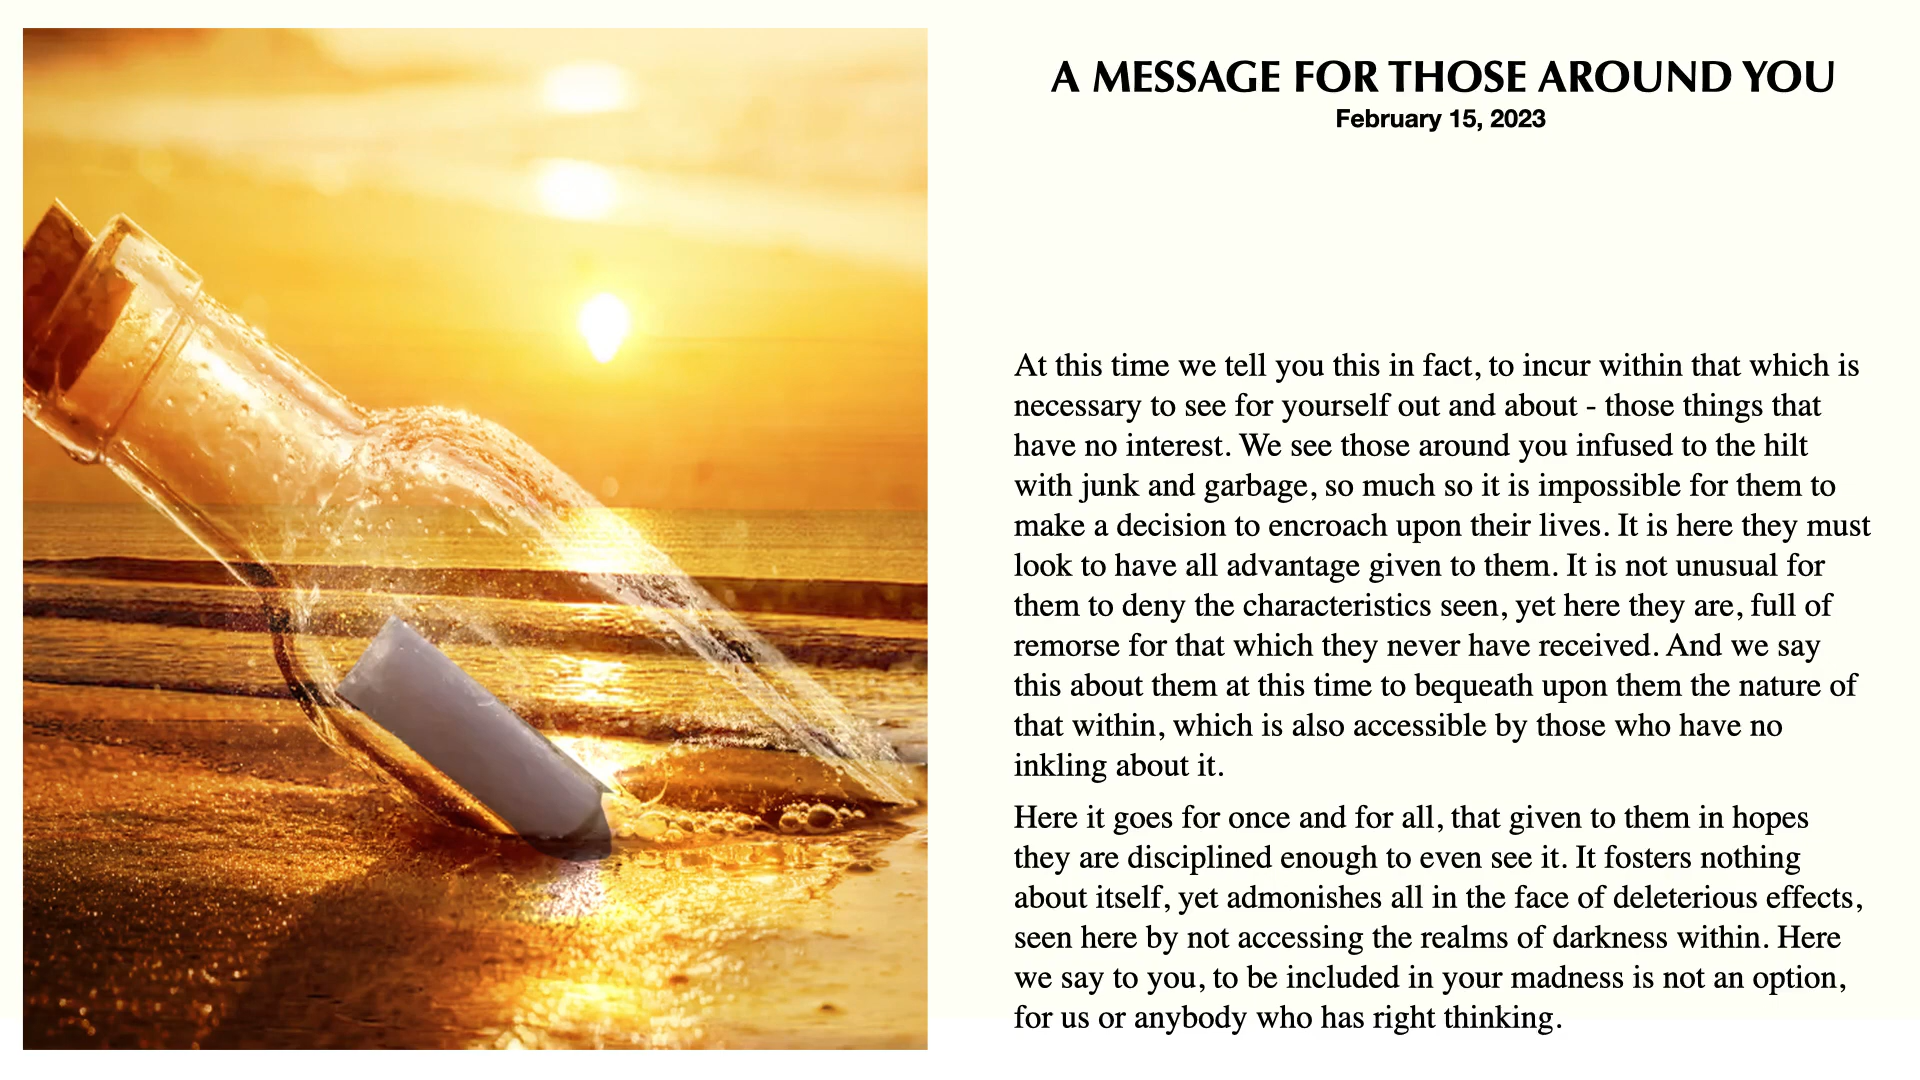 A MESSAGE FOR THOSE AROUND YOU
February 15, 2023
At this time we tell you this in fact, to incur within that which is
necessary to see for yourself out and about - those things that
have no interest. We see those around you infused to the hilt
with junk and garbage, so much so it is impossible for them to
make a decision to encroach upon their lives. It is here they must
look to have all advantage given to them. It is not unusual for
them to deny the characteristics seen, yet here they are, full of
remorse for that which they never have received. And we say
this about them at this time to bequeath upon them the nature of
that within, which is also accessible by those who have no
inkling about it.
Here it goes for once and for all, that given to them in hopes
they are disciplined enough to even see it. It fosters nothing
about itself, yet admonishes all in the face of deleterious effects,
seen here by not accessing the realms of darkness within. Here
we say to you, to be included in your madness is not an option,
for us or anybody who has right thinking.